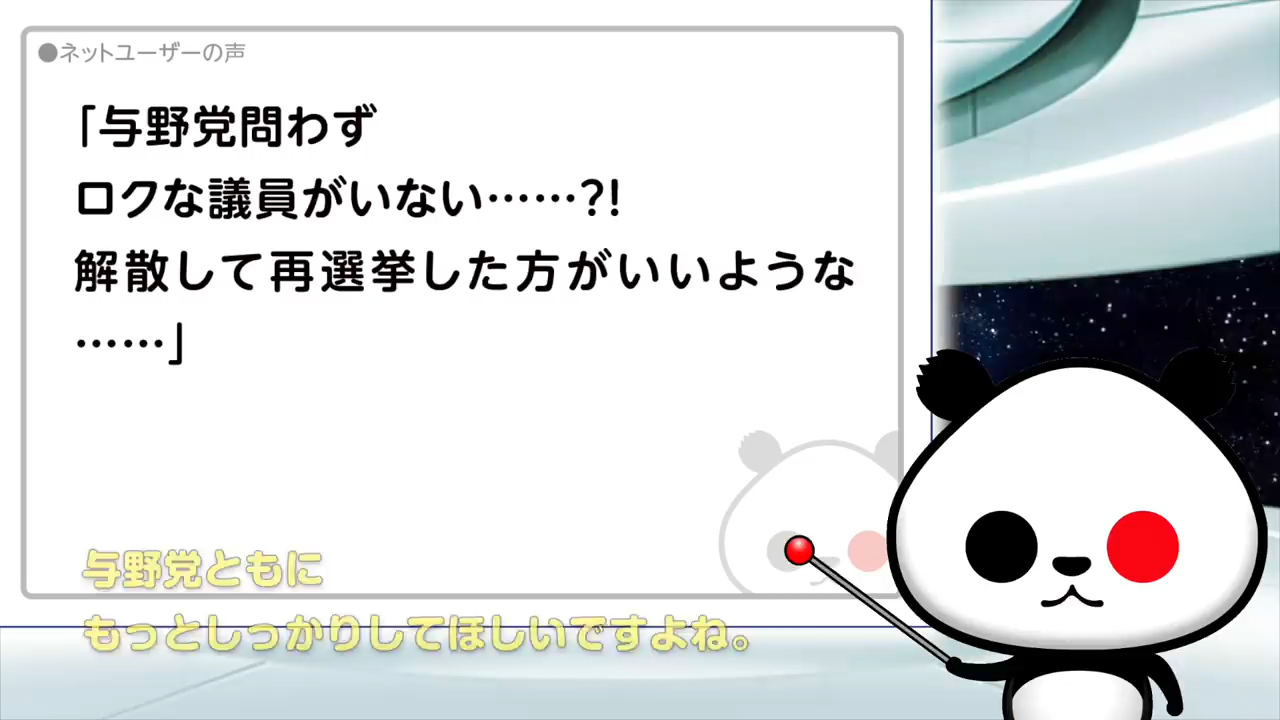 ●ネットユーザーの声
「与野党問わず
ロクな議員がいない……?!
解散して再選挙した方がいいような
……」
与野党ともに
もっとしっかりしてほしいですよね。